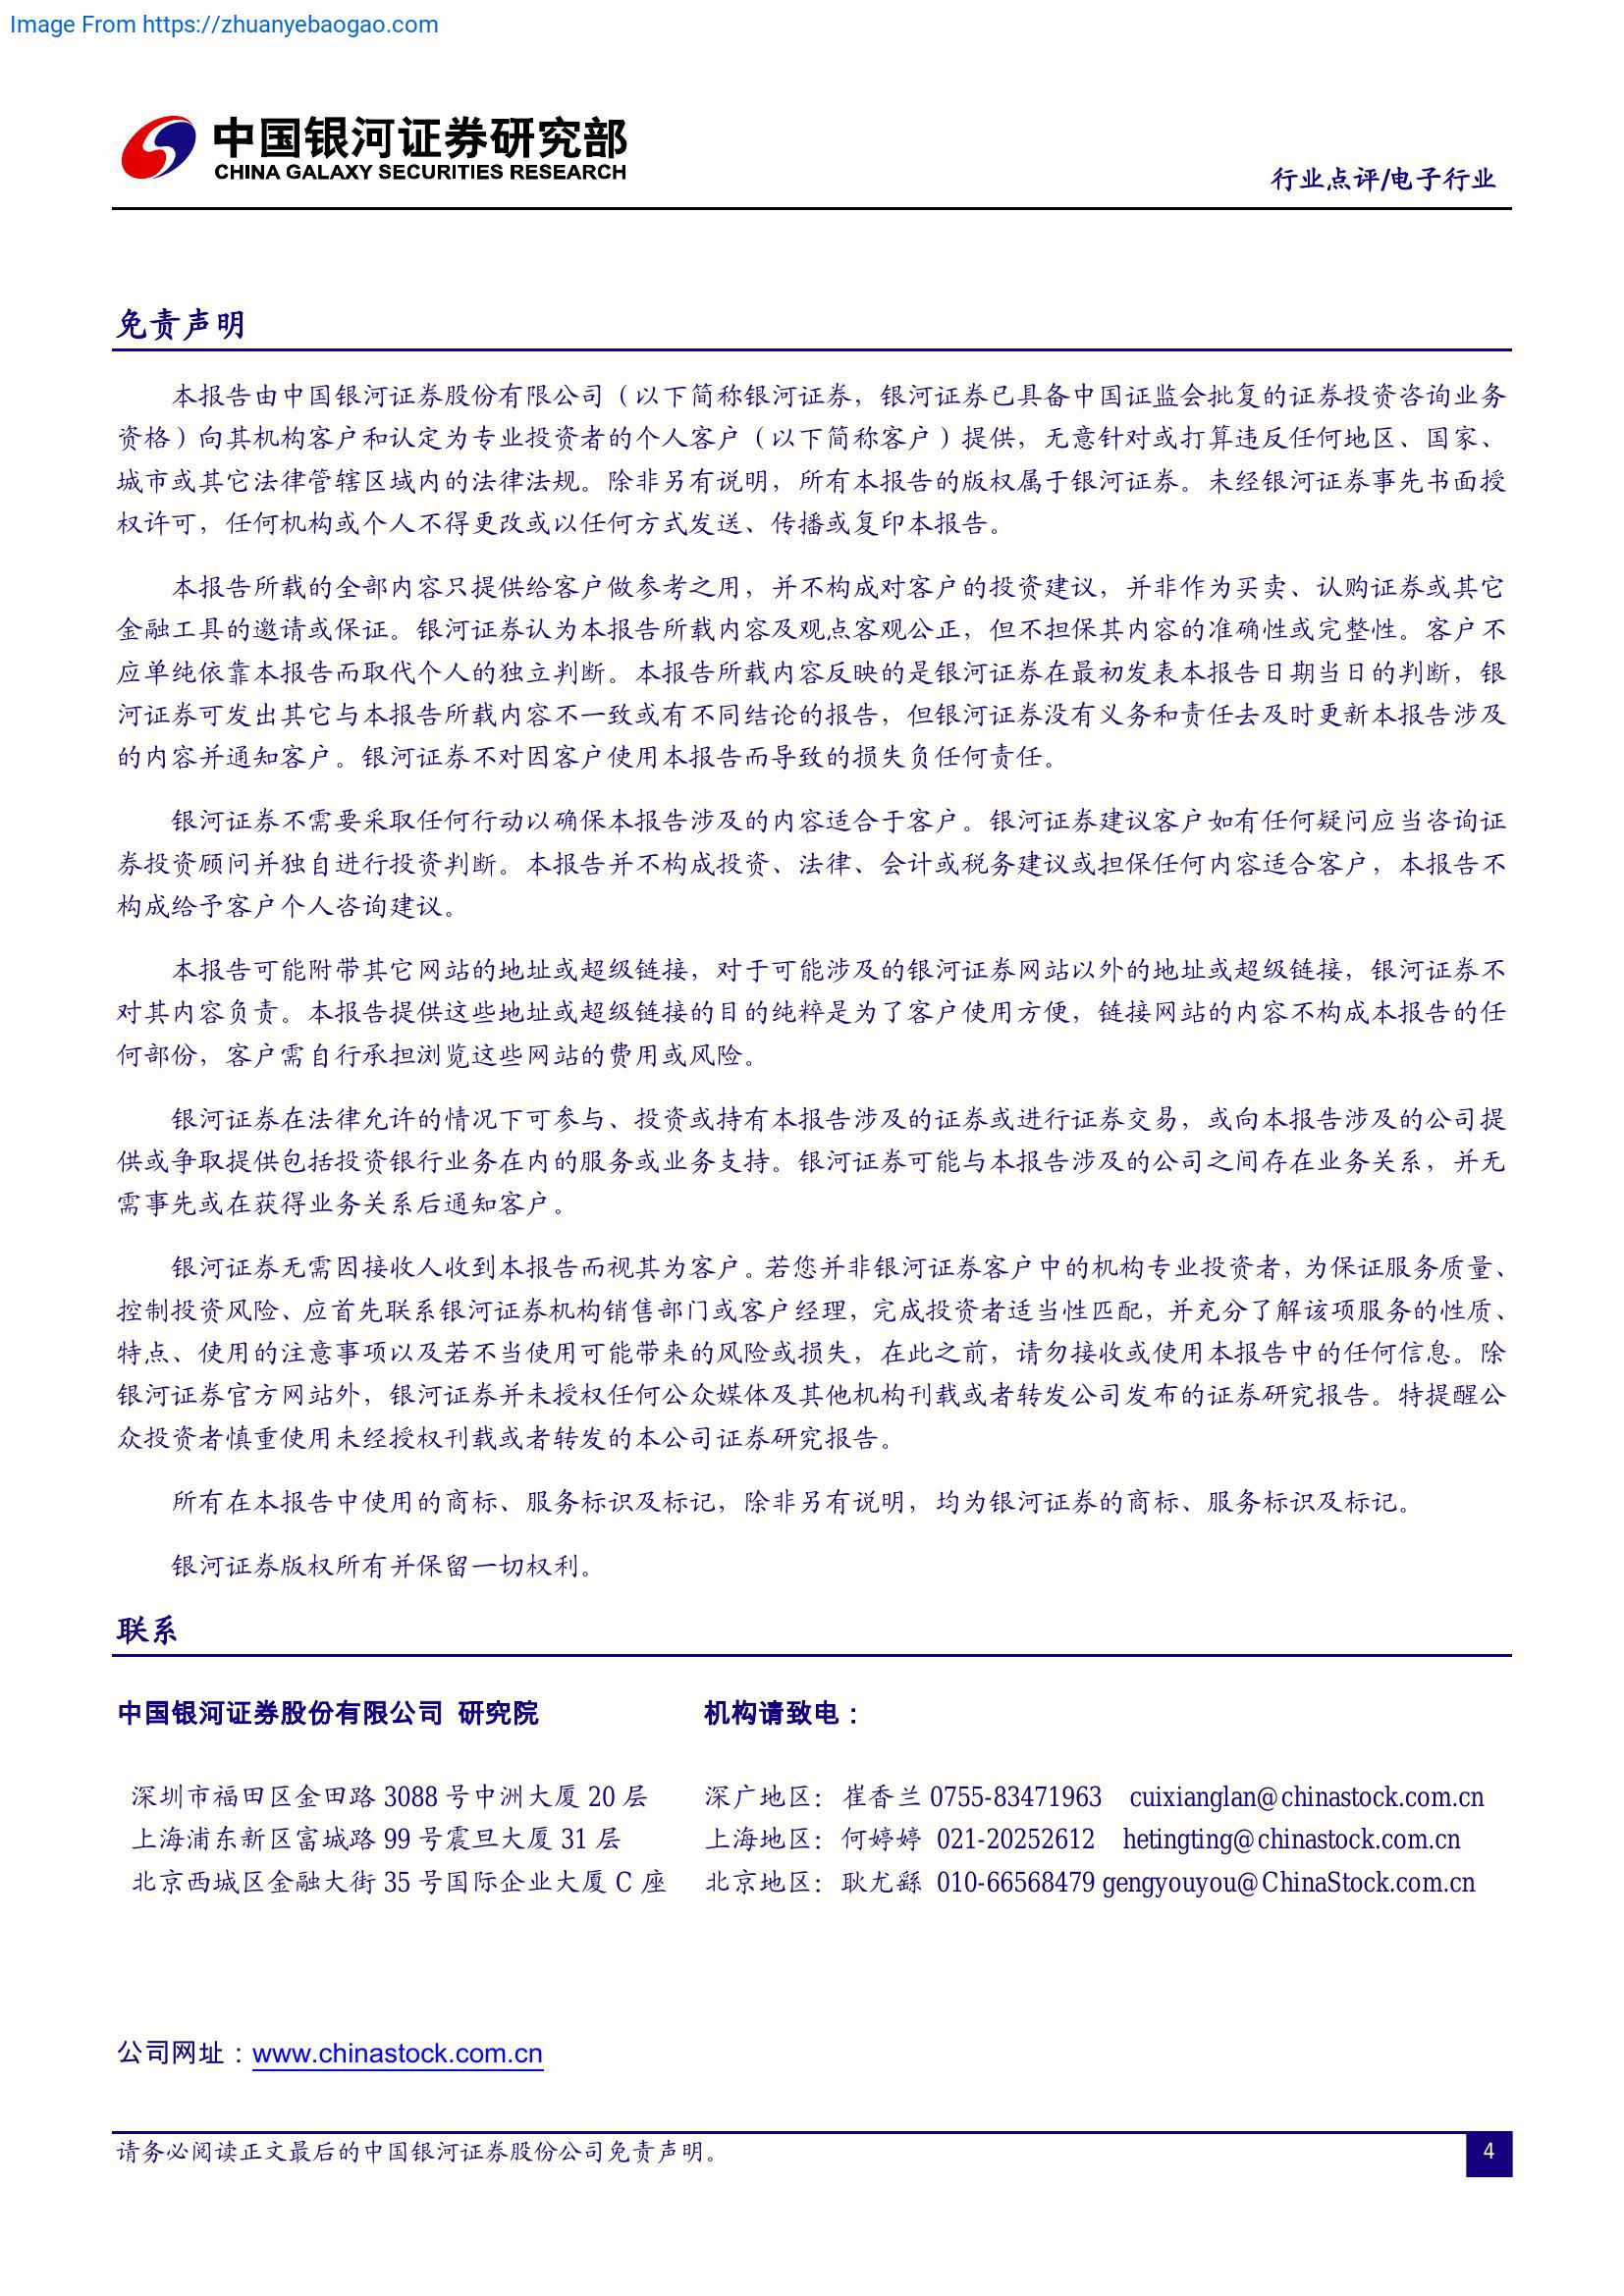 Image From https://zhuanyebaogao.com
中国银河证券研究部
CHINA GALAXY SECURITIES RESEARCH
行业点评/电子行业
免责声明
本报告由中国银河证券股份有限公司（以下简称银河证券，银河证券已具备中国证监会批复的证券投资咨询业务
资格）向其机构客户和认定为专业投资者的个人客户（以下简称客户）提供，无意针对或打算违反任何地区、国家、
城市或其它法律管辖区域内的法律法规。除非另有说明，所有本报告的版权属于银河证券。未经银河证券事先书面授
权许可，任何机构或个人不得更改或以任何方式发送、传播或复印本报告。
本报告所载的全部内容只提供给客户做参考之用，并不构成对客户的投资建议，并非作为买卖、认购证券或其它
金融工具的邀请或保证。银河证券认为本报告所载内容及观点客观公正，但不担保其内容的准确性或完整性。客户不
应单纯依靠本报告而取代个人的独立判断。本报告所载内容反映的是银河证券在最初发表本报告日期当日的判断，银
河证券可发出其它与本报告所载内容不一致或有不同结论的报告，但银河证券没有义务和责任去及时更新本报告涉及
的内容并通知客户。银河证券不对因客户使用本报告而导致的损失负任何责任。
银河证券不需要采取任何行动以确保本报告涉及的内容适合于客户。银河证券建议客户如有任何疑问应当咨询证
券投资顾问并独自进行投资判断。本报告并不构成投资、法律、会计或税务建议或担保任何内容适合客户，本报告不
构成给予客户个人咨询建议。
本报告可能附带其它网站的地址或超级链接，对于可能涉及的银河证券网站以外的地址或超级链接，银河证券不
对其内容负责。本报告提供这些地址或超级链接的目的纯粹是为了客户使用方便，链接网站的内容不构成本报告的任
何部份，客户需自行承担浏览这些网站的费用或风险。
银河证券在法律允许的情况下可参与、投资或持有本报告涉及的证券或进行证券交易，或向本报告涉及的公司提
供或争取提供包括投资银行业务在内的服务或业务支持。银河证券可能与本报告涉及的公司之间存在业务关系，并无
需事先或在获得业务关系后通知客户。
银河证券无需因接收人收到本报告而视其为客户。若您并非银河证券客户中的机构专业投资者，为保证服务质量、
控制投资风险、应首先联系银河证券机构销售部门或客户经理，完成投资者适当性匹配，并充分了解该项服务的性质、
特点、使用的注意事项以及若不当使用可能带来的风险或损失，在此之前，请勿接收或使用本报告中的任何信息。除
银河证券官方网站外，银河证券并未授权任何公众媒体及其他机构刊载或者转发公司发布的证券研究报告。特提醒公
众投资者慎重使用未经授权刊载或者转发的本公司证券研究报告。
所有在本报告中使用的商标、服务标识及标记，除非另有说明，均为银河证券的商标、服务标识及标记。
银河证券版权所有并保留一切权利。
联系
中国银河证券股份有限公司 研究院
机构请致电：
深圳市福田区金田路 3088 号中洲大厦 20 层
深广地区： 崔香兰 0755-83471963 cuixianglan@chinastock.com.cn
上海浦东新区富城路 99 号震旦大厦 31 层
上海地区： 何婷婷 021-20252612 hetingting@chinastock.com.cn
北京西城区金融大街 35 号国际企业大厦 C 座
北京地区： 耿尤繇 010-66568479 gengyouyou@ChinaStock.com.cn
公司网址：www.chinastock.com.cn
请务必阅读正文最后的中国银河证券股份公司免责声明。
4